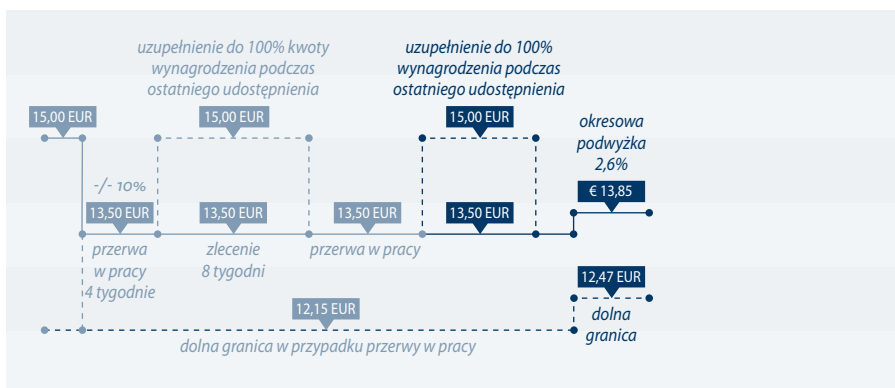 uzupełnienie do 100% kwoty
wynagrodzenia podczas
ostatniego udostępnienia
uzupełnienie do 100%
wynagrodzenia podczas
ostatniego udostępnienia
15,00 EUR
15,00 EUR
15,00 EUR
okresowa
podwyżka
2,6%
-/- 10%
13,50 EUR
13,50 EUR
13,50 EUR
13,50 EUR
€ 13,85
przerwa
w pracy
4 tygodnie
zlecenie
8 tygodni
przerwa w pracy
12,47 EUR
12,15 EUR
dolna
granica
dolna granica w przypadku przerwy w pracy